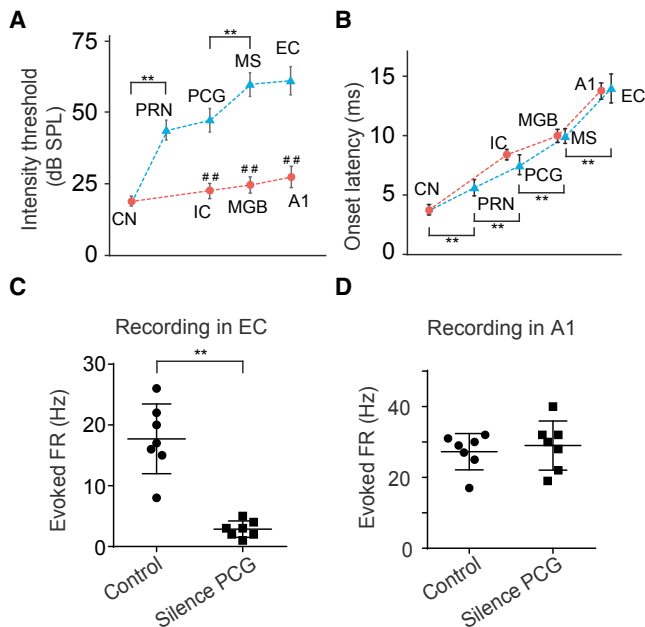 A
Intensity threshold
(dB SPL)
75
50
25
0
**
**
PRN
PCG
MS
EC
CN
##
##
##
IC
MGB
A1
B
Onset latency (ms)
15
10
5
0
CN
PRN
IC
PCG
MGB
MS
A1
EC
**
**
**
**
C
Recording in EC
Evoked FR (Hz)
30
20
10
0
**
Control
Silence PCG
D
Recording in A1
Evoked FR (Hz)
40
20
0
Control
Silence PCG